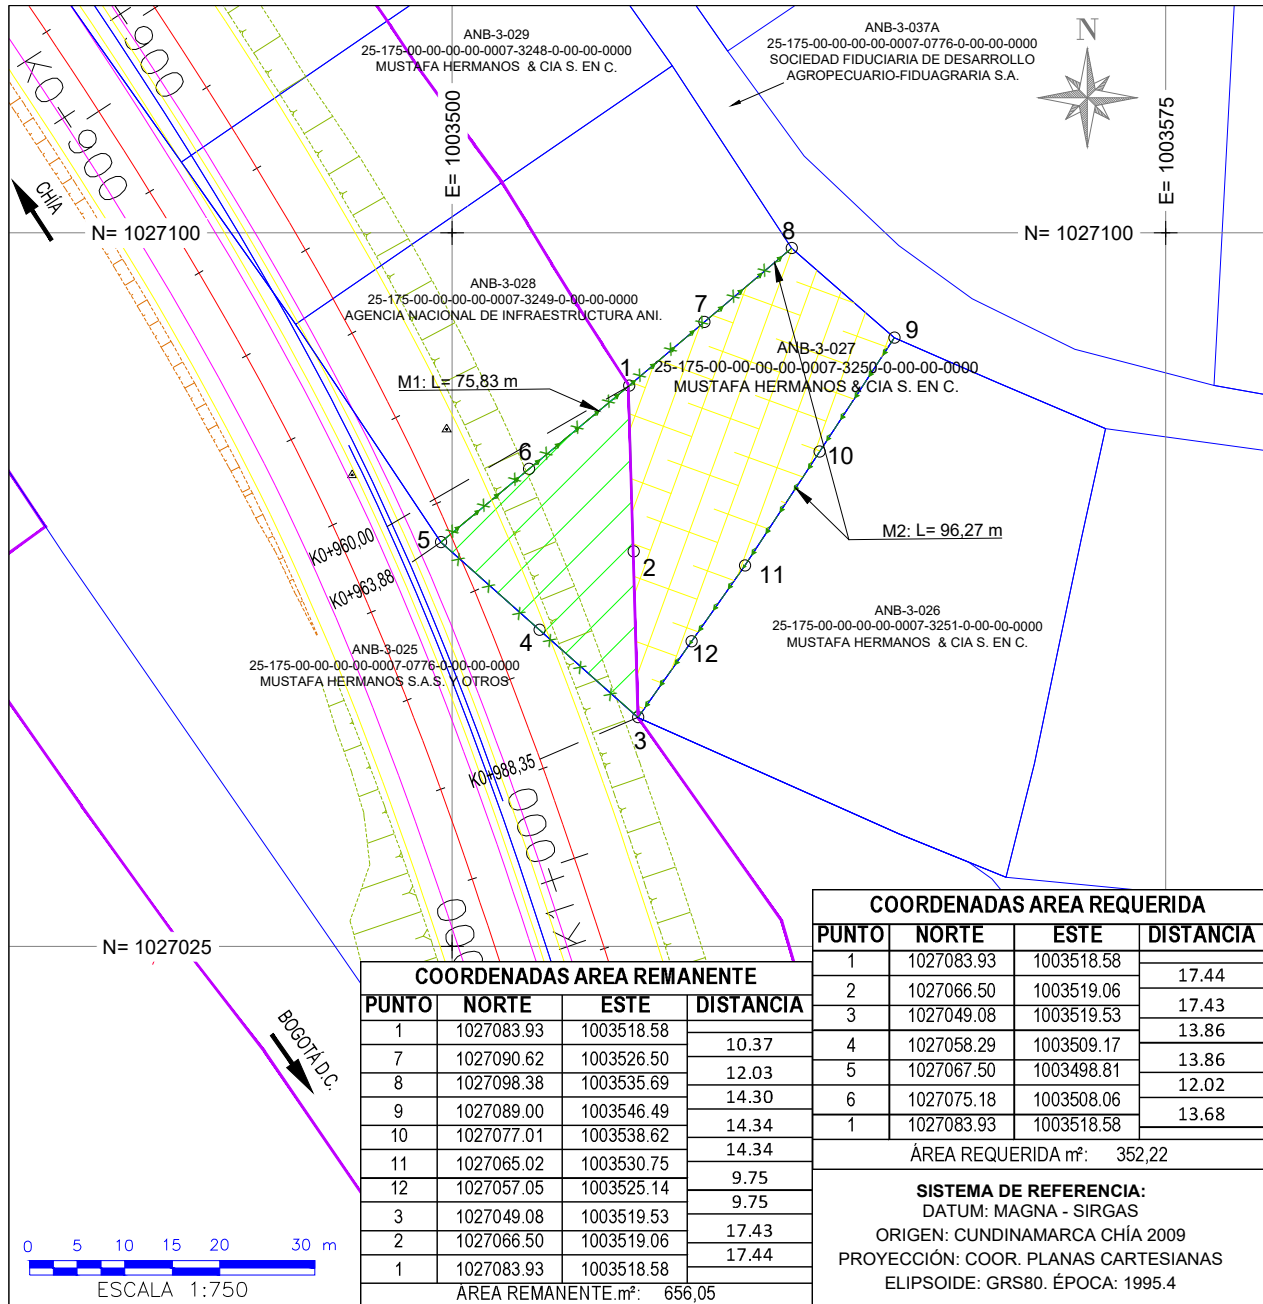 ANB-3-029
25-175-00-00-00-00-0007-3248-0-00-00-0000
MUSTAFA HERMANOS & CIA S. EN C.
ANB-3-037A
25-175-00-00-00-00-0007-0776-0-00-00-0000
SOCIEDAD FIDUCIARIA DE DESARROLLO
AGROPECUARIO-FIDUAGRARIA S.A.
N
K0+900
+900
E= 1003500
E= 1003575
CHÍA
N= 1027100
N= 1027100
8
ANB-3-028
25-175-00-00-00-00-0007-3249-0-00-00-0000
AGENCIA NACIONAL DE INFRAESTRUCTURA ANI.
7
9
ANB-3-027
25-175-00-00-00-00-0007-3250-0-00-00-0000
MUSTAFA HERMANOS & CIA S. EN C.
1
M1: L= 75,83 m
6
10
5
K0+960,00
M2: L= 96,27 m
K0+963,88
2
11
ANB-3-026
25-175-00-00-00-00-0007-3251-0-00-00-0000
MUSTAFA HERMANOS & CIA S. EN C.
4
12
ANB-3-025
25-175-00-00-00-00-0007-0776-0-00-00-0000
MUSTAFA HERMANOS S.A.S. Y OTROS
3
K0+988,35
K1+000
000
N= 1027025
BOGOTÁ D.C.
COORDENADAS AREA REQUERIDA
PUNTO NORTE ESTE DISTANCIA
1 1027083.93 1003518.58
17.44
2 1027066.50 1003519.06
17.43
3 1027049.08 1003519.53
13.86
4 1027058.29 1003509.17
13.86
5 1027067.50 1003498.81
12.02
6 1027075.18 1003508.06
13.68
1 1027083.93 1003518.58
ÁREA REQUERIDA m²: 352,22
COORDENADAS AREA REMANENTE
PUNTO NORTE ESTE DISTANCIA
1 1027083.93 1003518.58
10.37
7 1027090.62 1003526.50
12.03
8 1027098.38 1003535.69
14.30
9 1027089.00 1003546.49
14.34
10 1027077.01 1003538.62
14.34
11 1027065.02 1003530.75
9.75
12 1027057.05 1003525.14
9.75
3 1027049.08 1003519.53
17.43
2 1027066.50 1003519.06
17.44
1 1027083.93 1003518.58
ÁREA REMANENTE.m²: 656,05
SISTEMA DE REFERENCIA:
DATUM: MAGNA - SIRGAS
ORIGEN: CUNDINAMARCA CHÍA 2009
PROYECCIÓN: COOR. PLANAS CARTESIANAS
ELIPSOIDE: GRS80. ÉPOCA: 1995.4
0 5 10 15 20 30 m
ESCALA 1:750